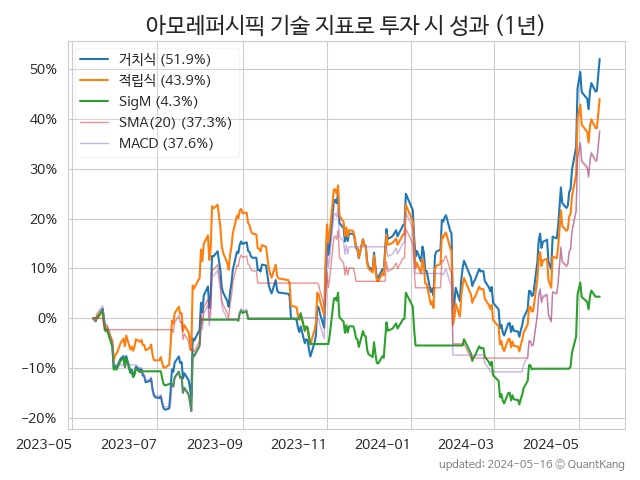 아모레퍼시픽 기술 지표로 투자 시 성과 (1년)
거치식 (51.9%)
적립식 (43.9%)
SigM (4.3%)
SMA(20) (37.3%)
MACD (37.6%)
50%
40%
30%
20%
10%
0%
−10%
−20%
2023-05 2023-07 2023-09 2023-11 2024-01 2024-03 2024-05
updated: 2024-05-16 © QuantKang